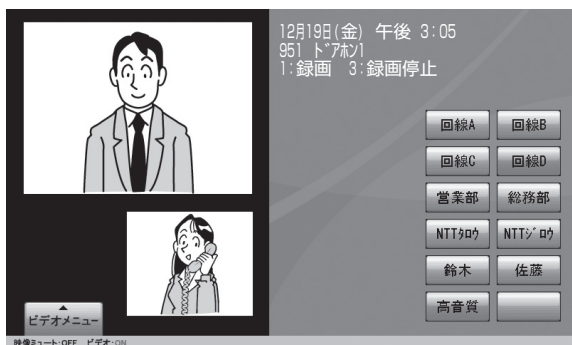 12月19日(金) 午後 3:05
951 ﾄﾞｱﾎﾝ1
1:録画 3:録画停止
回線A 回線B
回線C 回線D
営業部 総務部
NTTﾀﾛｳ NTTｼﾞﾛｳ
鈴木 佐藤
高音質
ビデオメニュー
映像ミュート:OFF ビデオ:ON